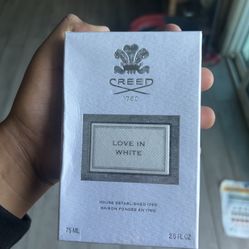 CREED
1760
LOVE IN
WHITE
HOUSE ESTABLISHED 1760
MAISON FONDÉE EN 1760
75 ML
2.5 FL. OZ.